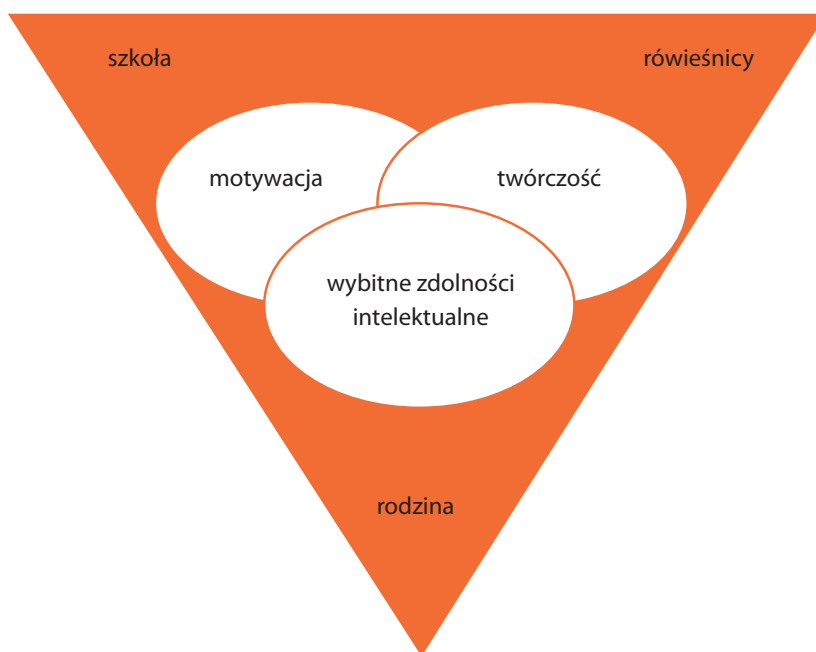 szkoła
rówieśnicy
motywacja
twórczość
wybitne zdolności
intelektualne
rodzina